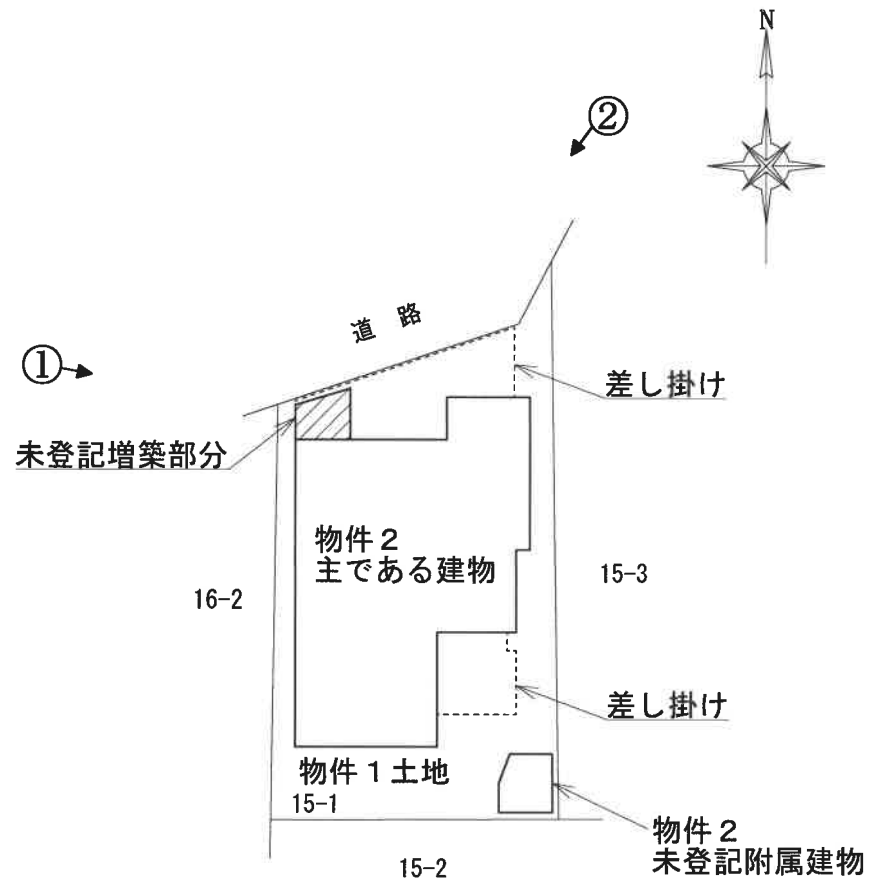 N
②
道 路
①
差し掛け
未登記増築部分
物件２
主である建物
16-2
15-3
差し掛け
物件１土地
15-1
物件２
未登記附属建物
15-2